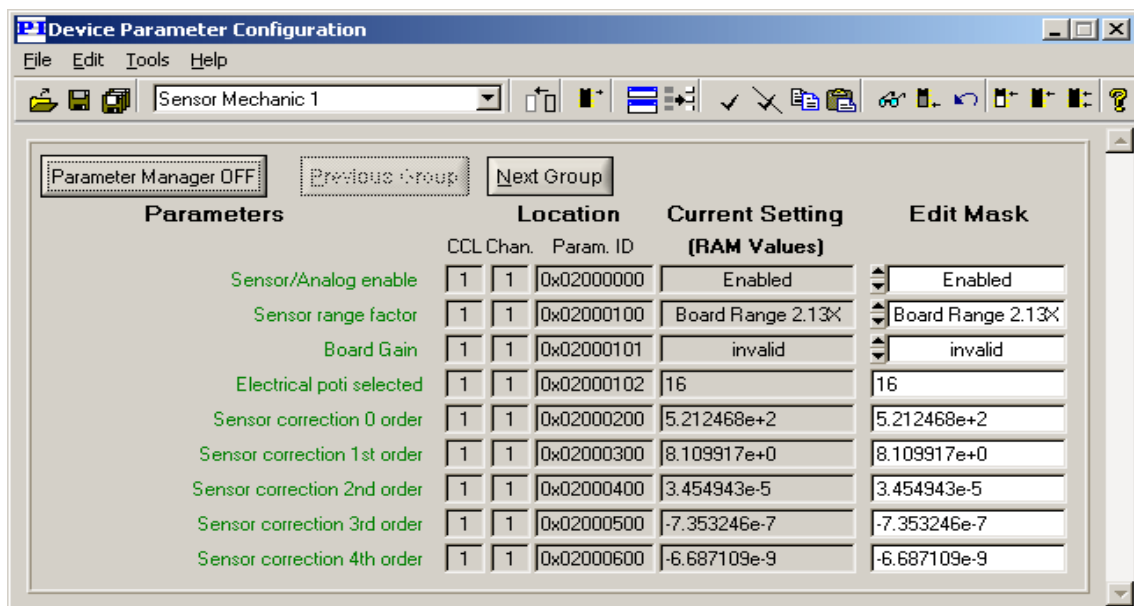 PI Device Parameter Configuration
File Edit Tools Help
Sensor Mechanic 1
Parameter Manager OFF Previous Group Next Group
Parameters Location Current Setting Edit Mask
CCL Chan. Param. ID (RAM Values)
Sensor/Analog enable 1 1 0x02000000 Enabled Enabled
Sensor range factor 1 1 0x02000100 Board Range 2.13X Board Range 2.13X
Board Gain 1 1 0x02000101 invalid invalid
Electrical poti selected 1 1 0x02000102 16 16
Sensor correction 0 order 1 1 0x02000200 5.212468e+2 5.212468e+2
Sensor correction 1st order 1 1 0x02000300 8.109917e+0 8.109917e+0
Sensor correction 2nd order 1 1 0x02000400 3.454943e-5 3.454943e-5
Sensor correction 3rd order 1 1 0x02000500 -7.353246e-7 -7.353246e-7
Sensor correction 4th order 1 1 0x02000600 -6.687109e-9 -6.687109e-9